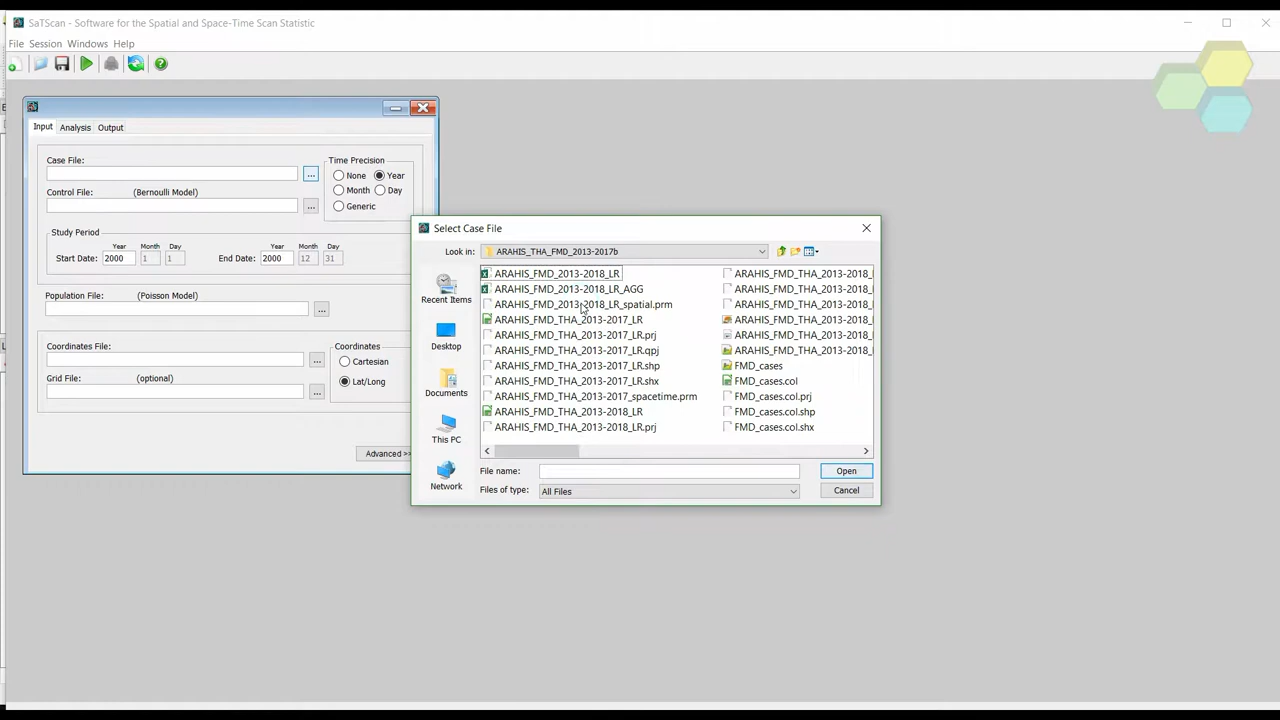 SaTScan - Software for the Spatial and Space-Time Scan Statistic
File Session Windows Help
Input Analysis Output
Case File:
...
Control File: (Bernoulli Model)
...
Time Precision
None Year
Month Day
Generic
Study Period
Year Month Day Year Month Day
Start Date: 2000 1 1 End Date: 2000 12 31
Population File: (Poisson Model)
...
Coordinates File:
...
Grid File: (optional)
...
Coordinates
Cartesian
Lat/Long
Advanced >>
Select Case File
Look in: ARAHIS_THA_FMD_2013-2017b
Recent Items
Desktop
Documents
This PC
Network
ARAHIS_FMD_2013-2018_LR
ARAHIS_FMD_2013-2018_LR_AGG
ARAHIS_FMD_2013-2018_LR_spatial.prm
ARAHIS_FMD_THA_2013-2017_LR
ARAHIS_FMD_THA_2013-2017_LR.prj
ARAHIS_FMD_THA_2013-2017_LR.qpj
ARAHIS_FMD_THA_2013-2017_LR.shp
ARAHIS_FMD_THA_2013-2017_LR.shx
ARAHIS_FMD_THA_2013-2017_spacetime.prm
ARAHIS_FMD_THA_2013-2018_LR
ARAHIS_FMD_THA_2013-2018_LR.prj
ARAHIS_FMD_THA_2013-2018_
ARAHIS_FMD_THA_2013-2018_
ARAHIS_FMD_THA_2013-2018_
ARAHIS_FMD_THA_2013-2018_
ARAHIS_FMD_THA_2013-2018_
ARAHIS_FMD_THA_2013-2018_
FMD_cases
FMD_cases.col
FMD_cases.col.prj
FMD_cases.col.shp
FMD_cases.col.shx
File name:
Open
Files of type: All Files
Cancel